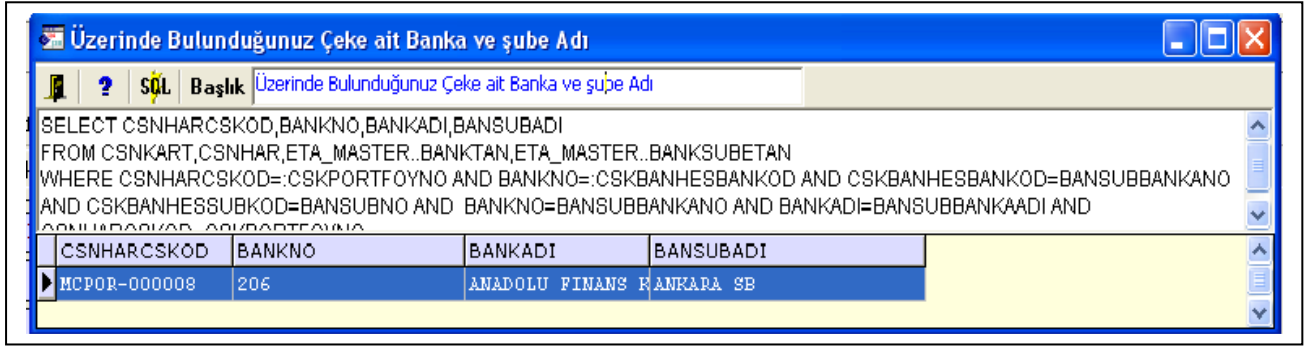 Üzerinde Bulunduğunuz Çeke ait Banka ve şube Adı
? SQL Başlık Üzerinde Bulunduğunuz Çeke ait Banka ve şube Adı
SELECT CSNHARCSKOD,BANKNO,BANKADI,BANSUBADI
FROM CSNKART,CSNHAR,ETA_MASTER..BANKTAN,ETA_MASTER..BANKSUBETAN
WHERE CSNHARCSKOD=:CSKPORTFOYNO AND BANKNO=:CSKBANHESBANKOD AND CSKBANHESBANKOD=BANSUBBANKANO
AND CSKBANHESSUBKOD=BANSUBNO AND  BANKNO=BANSUBBANKANO AND BANKADI=BANSUBBANKAADI AND
CSNHARCSKOD BANKNO BANKADI BANSUBADI
MCPOR-000008 206 ANADOLU FINANS K ANKARA SB